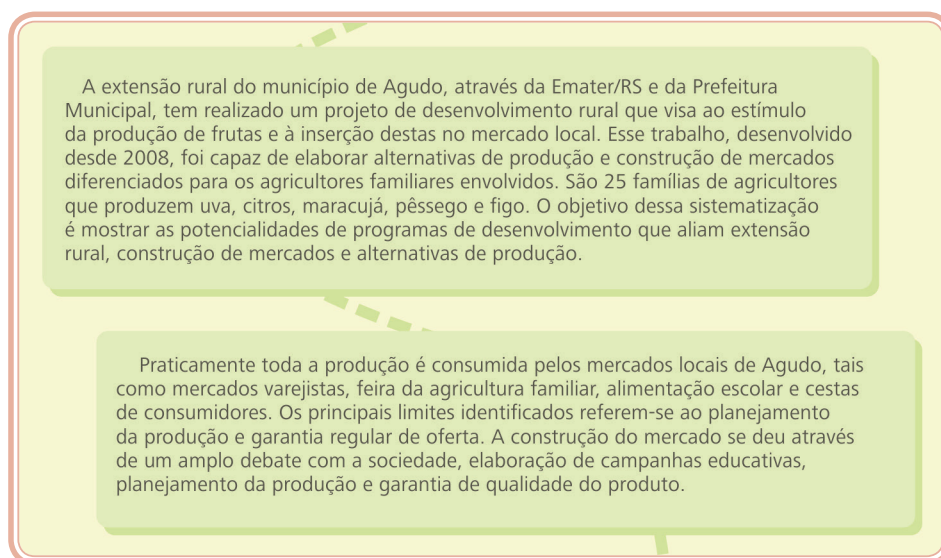 A extensão rural do município de Agudo, através da Emater/RS e da Prefeitura
Municipal, tem realizado um projeto de desenvolvimento rural que visa ao estímulo
da produção de frutas e à inserção destas no mercado local. Esse trabalho, desenvolvido
desde 2008, foi capaz de elaborar alternativas de produção e construção de mercados
diferenciados para os agricultores familiares envolvidos. São 25 famílias de agricultores
que produzem uva, citros, maracujá, pêssego e figo. O objetivo dessa sistematização
é mostrar as potencialidades de programas de desenvolvimento que aliam extensão
rural, construção de mercados e alternativas de produção.
Praticamente toda a produção é consumida pelos mercados locais de Agudo, tais
como mercados varejistas, feira da agricultura familiar, alimentação escolar e cestas
de consumidores. Os principais limites identificados referem-se ao planejamento
da produção e garantia regular de oferta. A construção do mercado se deu através
de um amplo debate com a sociedade, elaboração de campanhas educativas,
planejamento da produção e garantia de qualidade do produto.